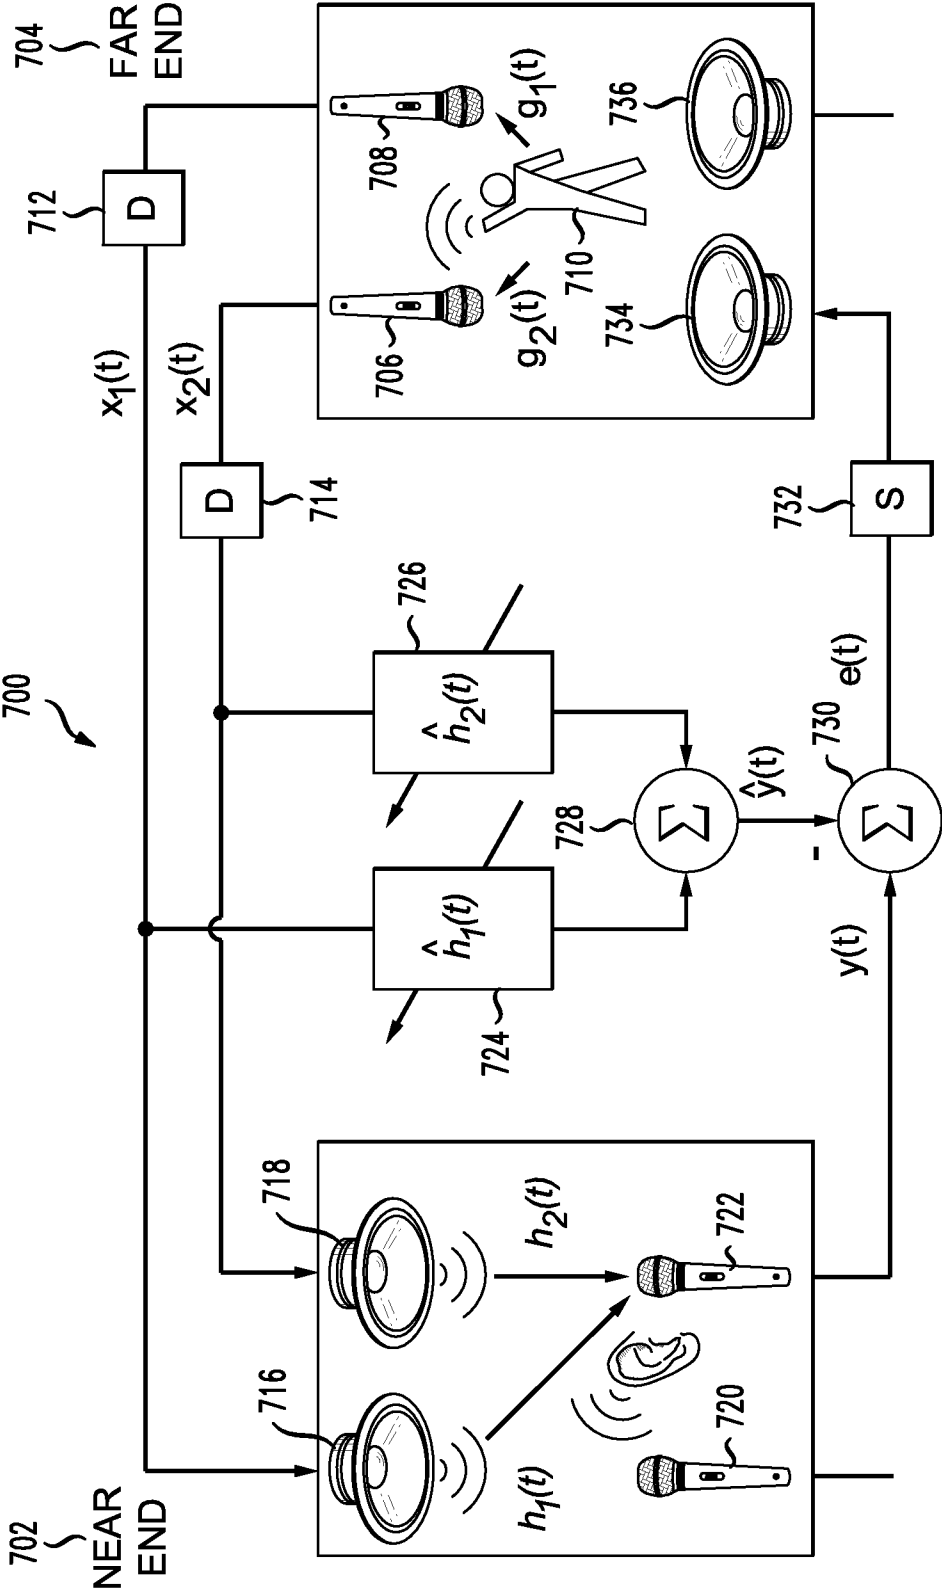 700
702
NEAR
END
704
FAR
END
x1(t)
712
D
x2(t)
714
D
716
718
h1(t)
h2(t)
720
722
ĥ1(t)
724
ĥ2(t)
726
728
Σ
ŷ(t)
-
y(t)
730
Σ
e(t)
732
S
706
708
g2(t)
g1(t)
710
734
736